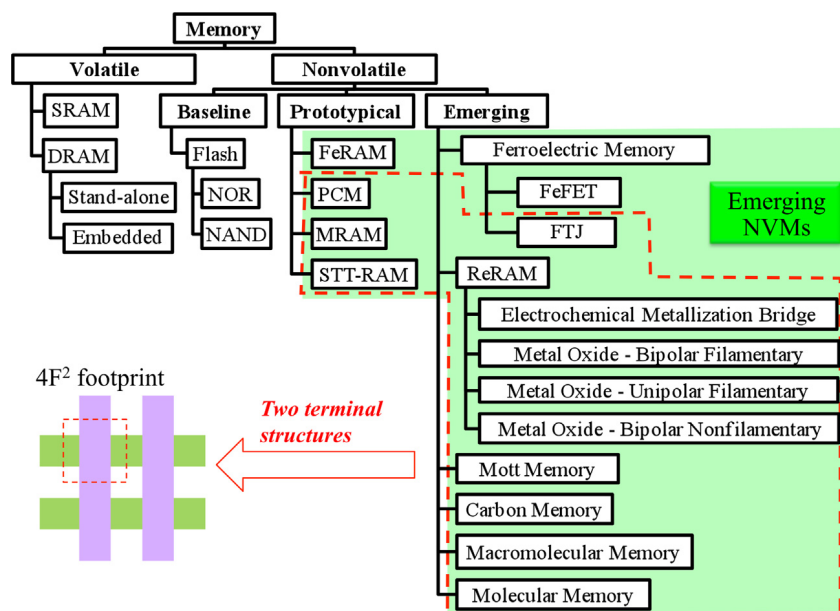 Memory
Volatile
Nonvolatile
SRAM
Baseline
Prototypical
Emerging
DRAM
Flash
FeRAM
Ferroelectric Memory
Stand-alone
NOR
PCM
FeFET
Emerging
NVMs
Embedded
NAND
MRAM
FTJ
STT-RAM
ReRAM
Electrochemical Metallization Bridge
Metal Oxide - Bipolar Filamentary
Metal Oxide - Unipolar Filamentary
Metal Oxide - Bipolar Nonfilamentary
4F² footprint
Two terminal
structures
Mott Memory
Carbon Memory
Macromolecular Memory
Molecular Memory